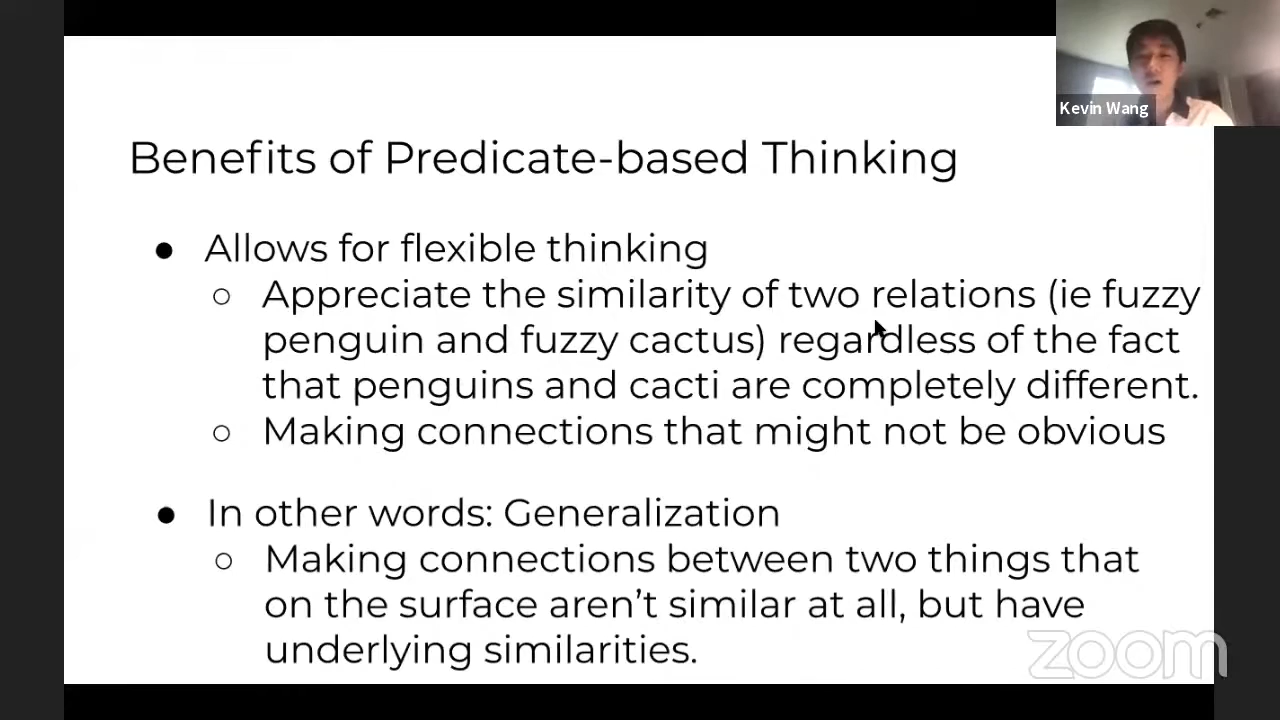 Kevin Wang
Benefits of Predicate-based Thinking
● Allows for flexible thinking
○ Appreciate the similarity of two relations (ie fuzzy
penguin and fuzzy cactus) regardless of the fact
that penguins and cacti are completely different.
○ Making connections that might not be obvious
● In other words: Generalization
○ Making connections between two things that
on the surface aren’t similar at all, but have
underlying similarities.
zoom